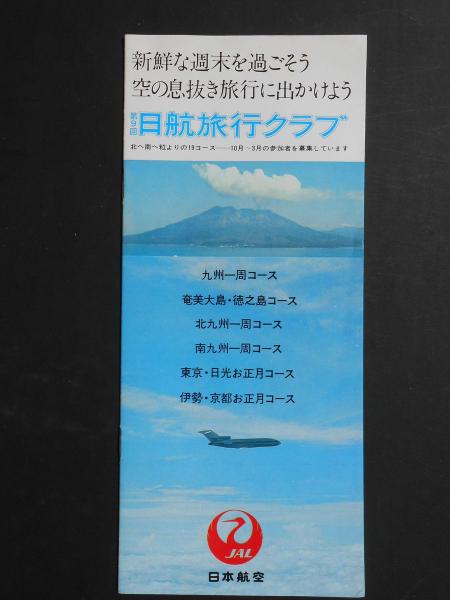 新鮮な週末を過ごそう
空の息抜き旅行に出かけよう
第9回
日航旅行クラブ
北へ南へ粒よりの19コース——10月〜3月の参加者を募集しています
九州一周コース
奄美大島・徳之島コース
北九州一周コース
南九州一周コース
東京・日光お正月コース
伊勢・京都お正月コース
JAL
日本航空